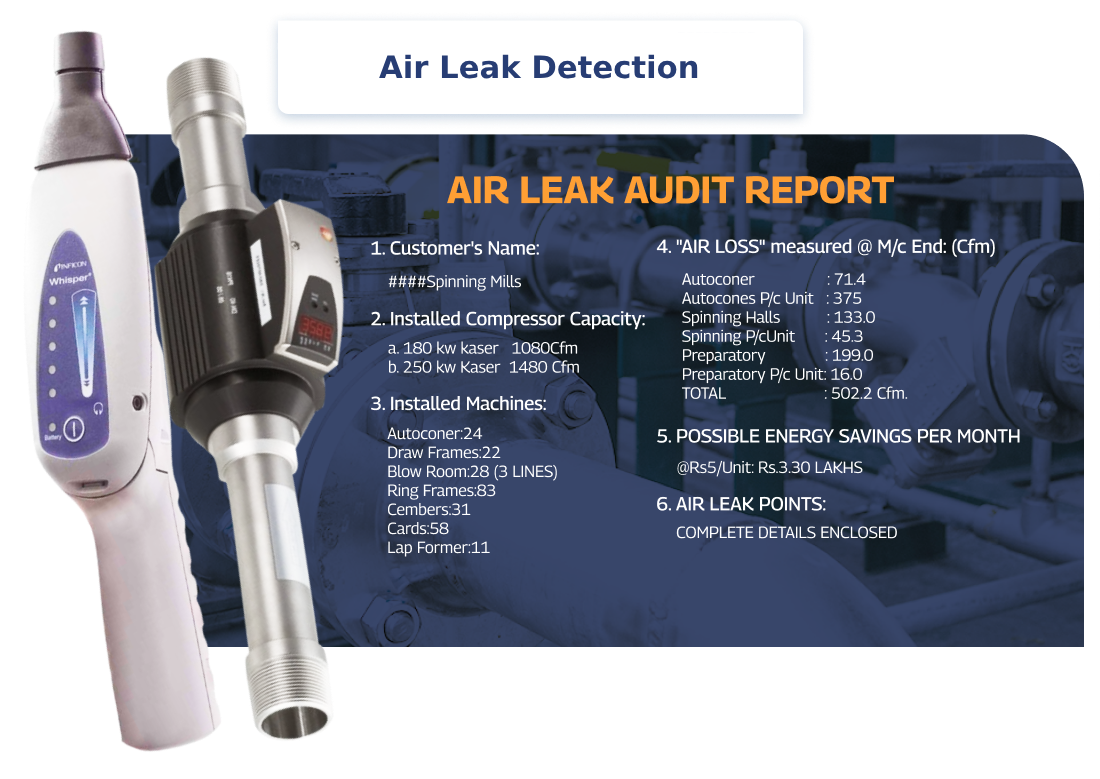 Air Leak Detection
AIR LEAK AUDIT REPORT
1. Customer's Name:
####Spinning Mills
2. Installed Compressor Capacity:
a. 180 kw kaser 1080Cfm
b. 250 kw Kaser 1480 Cfm
3. Installed Machines:
Autoconer:24
Draw Frames:22
Blow Room:28 (3 LINES)
Ring Frames:83
Cembers:31
Cards:58
Lap Former:11
4. "AIR LOSS" measured @ M/c End: (Cfm)
Autoconer : 71.4
Autocones P/c Unit : 375
Spinning Halls : 133.0
Spinning P/cUnit : 45.3
Preparatory : 199.0
Preparatory P/c Unit: 16.0
TOTAL : 502.2 Cfm.
5. POSSIBLE ENERGY SAVINGS PER MONTH
@Rs5/Unit: Rs.3.30 LAKHS
6. AIR LEAK POINTS:
COMPLETE DETAILS ENCLOSED
INFICON
Whisper
Battery